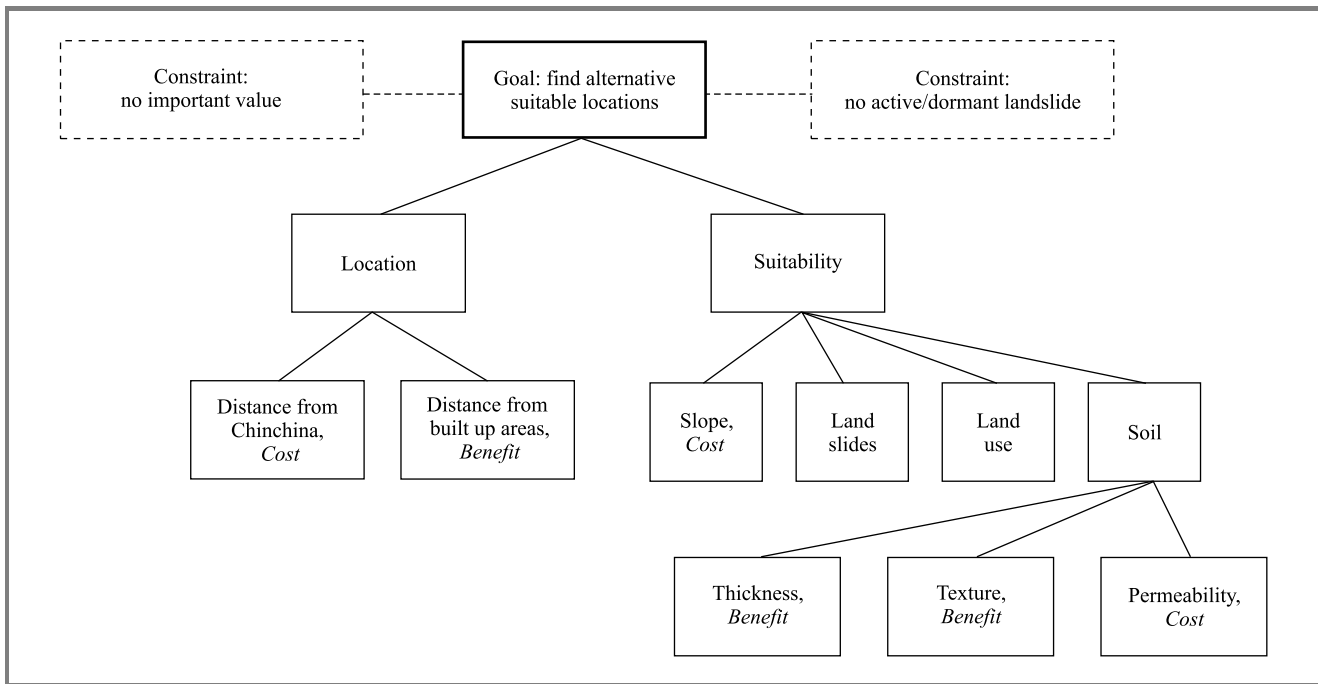 Constraint:
no important value
Goal: find alternative
suitable locations
Constraint:
no active/dormant landslide
Location
Suitability
Distance from
Chinchina,
Cost
Distance from
built up areas,
Benefit
Slope,
Cost
Land
slides
Land
use
Soil
Thickness,
Benefit
Texture,
Benefit
Permeability,
Cost